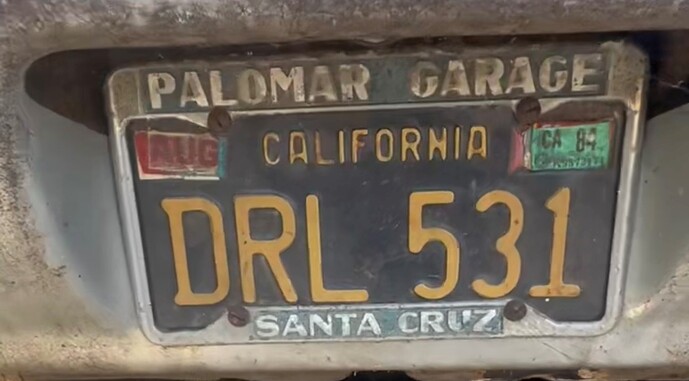 PALOMAR GARAGE
AUG CALIFORNIA CA 84
DRL 531
SANTA CRUZ